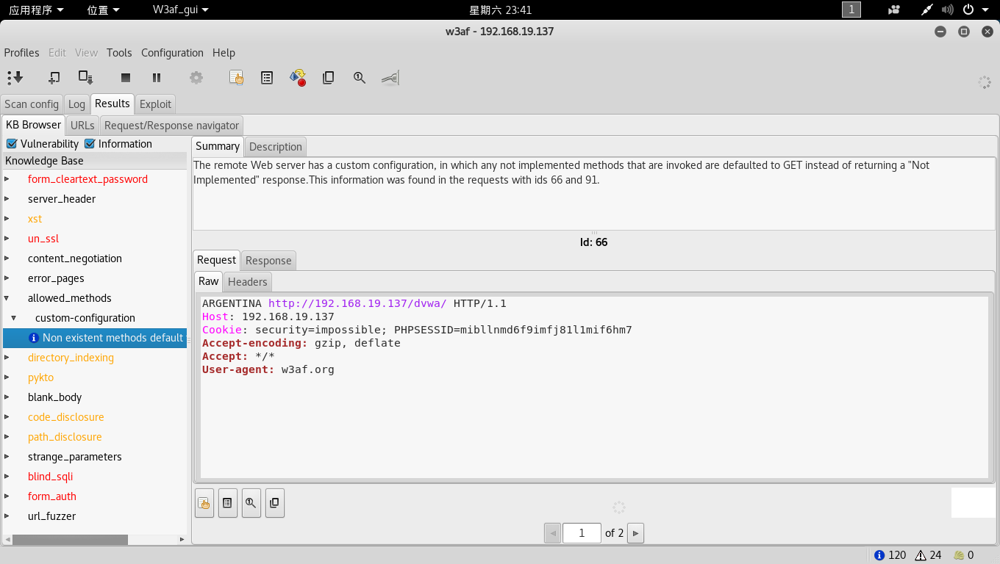 应用程序 位置 W3af_gui 星期六 23:41 1
w3af - 192.168.19.137
Profiles Edit View Tools Configuration Help
Scan config Log Results Exploit
KB Browser URLs Request/Response navigator
Vulnerability Information
Knowledge Base
form_cleartext_password
server_header
xst
un_ssl
content_negotiation
error_pages
allowed_methods
custom-configuration
Non existent methods default
directory_indexing
pykto
blank_body
code_disclosure
path_disclosure
strange_parameters
blind_sqli
form_auth
url_fuzzer
Summary Description
The remote Web server has a custom configuration, in which any not implemented methods that are invoked are defaulted to GET instead of returning a "Not
Implemented" response.This information was found in the requests with ids 66 and 91.
Id: 66
Request Response
Raw Headers
ARGENTINA http://192.168.19.137/dvwa/ HTTP/1.1
Host: 192.168.19.137
Cookie: security=impossible; PHPSESSID=mibllnmd6f9imfj81l1mif6hm7
Accept-encoding: gzip, deflate
Accept: */*
User-agent: w3af.org
1 of 2
120 24 0